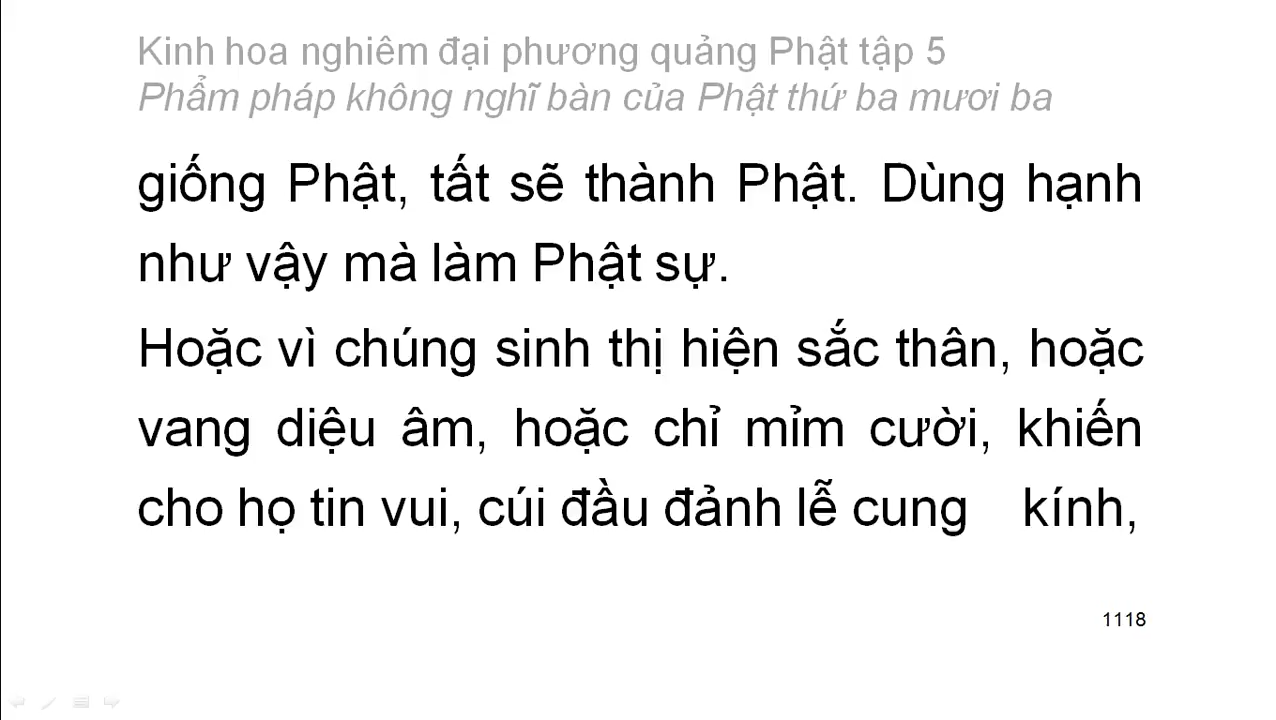 Kinh hoa nghiêm đại phương quảng Phật tập 5
Phẩm pháp không nghĩ bàn của Phật thứ ba mươi ba
giống Phật, tất sẽ thành Phật. Dùng hạnh
như vậy mà làm Phật sự.
Hoặc vì chúng sinh thị hiện sắc thân, hoặc
vang diệu âm, hoặc chỉ mỉm cười, khiến
cho họ tin vui, cúi đầu đảnh lễ cung kính,
1118